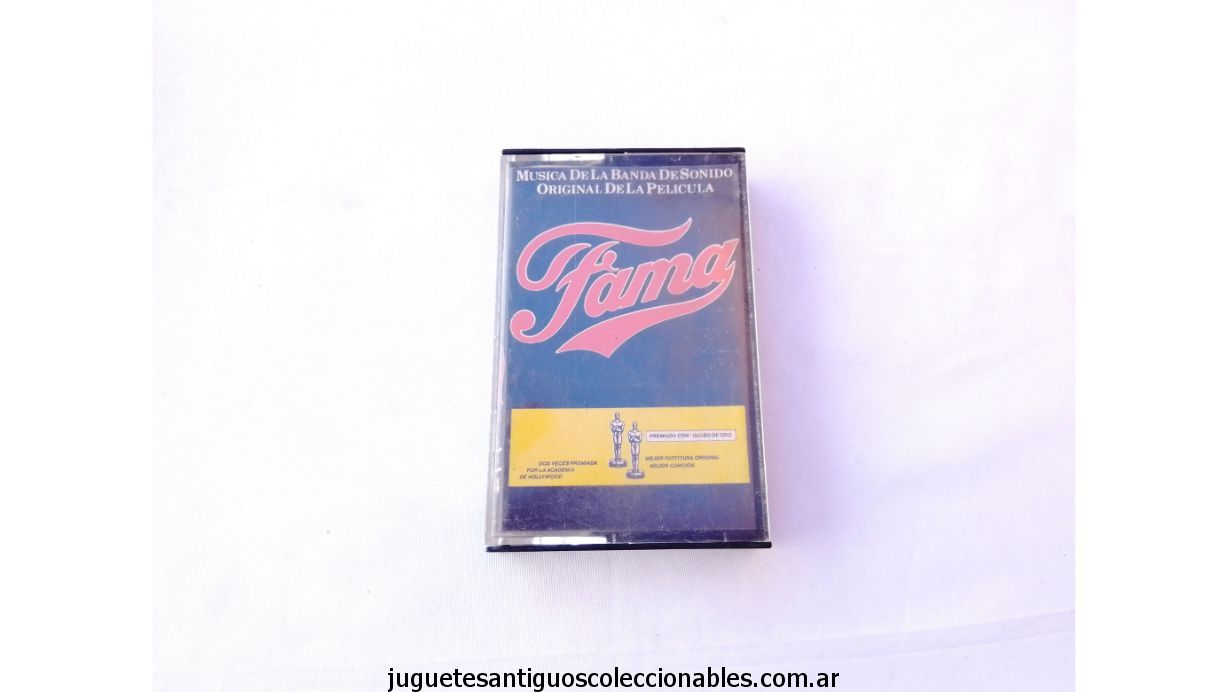 MUSICA DE LA BANDA DE SONIDO
ORIGINAL DE LA PELICULA
Fama
PREMIADA CON: GLOBO DE ORO
DOS VECES PREMIADA
POR LA ACADEMIA
DE HOLLYWOOD
MEJOR PARTITURA ORIGINAL
MEJOR CANCION
juguetesantiguoscoleccionables.com.ar